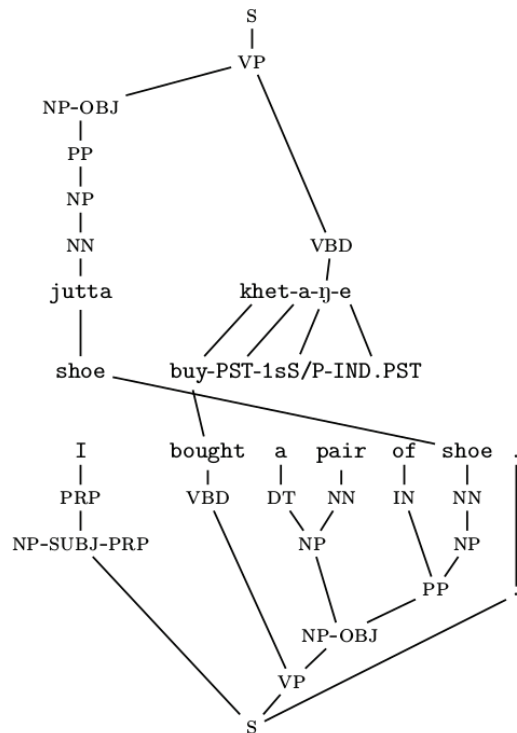 S
VP
NP-OBJ
PP
NP
NN VBD
jutta khet-a-ŋ-e
shoe buy-PST-1sS/P-IND.PST
I bought a pair of shoe .
PRP VBD DT NN IN NN
NP-SUBJ-PRP NP NP
PP .
NP-OBJ
VP
S